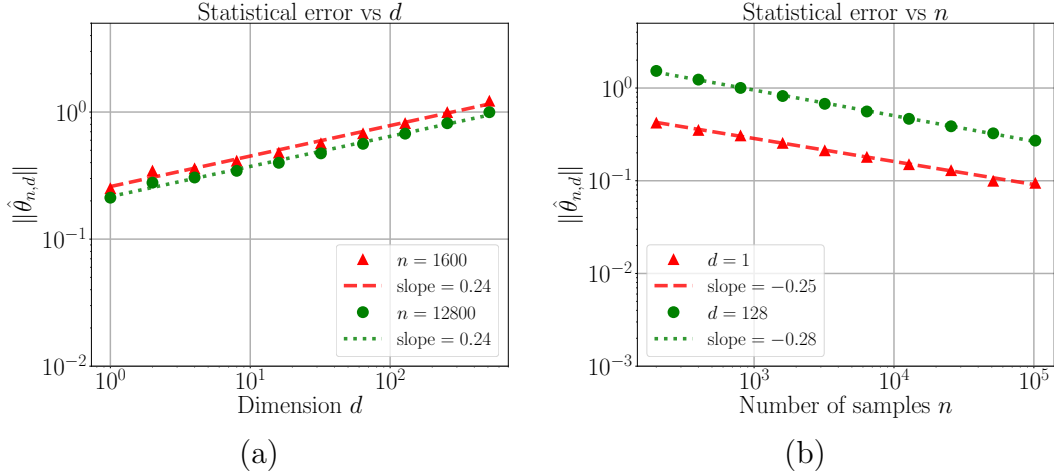 Statistical error vs d
||θ̂_{n,d}||
10^0
10^{-1}
10^{-2}
n = 1600
slope = 0.24
n = 12800
slope = 0.24
10^0
10^1
10^2
Dimension d
(a)
Statistical error vs n
||θ̂_{n,d}||
10^0
10^{-1}
10^{-2}
10^{-3}
d = 1
slope = −0.25
d = 128
slope = −0.28
10^3
10^4
10^5
Number of samples n
(b)